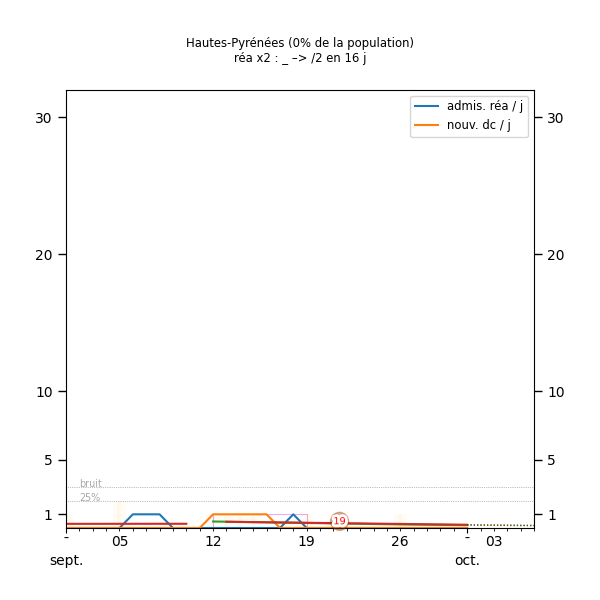 Hautes-Pyrénées (0% de la population)
réa x2 : _ –> /2 en 16 j
admis. réa / j
nouv. dc / j
30 30
20 20
10 10
5 5
bruit
25%
1 19 1
- 05 12 19 26 - 03
sept. oct.